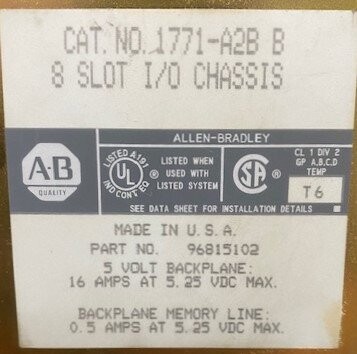 CAT. NO. 1771-A2B B
8 SLOT I/O CHASSIS
ALLEN-BRADLEY
A-B
QUALITY
LISTED A197
UL
IND CONT EQ
LISTED WHEN
USED WITH
LISTED SYSTEM
SA
CL 1 DIV 2
GP A,B,C,D
TEMP
T6
SEE DATA SHEET FOR INSTALLATION DETAILS
MADE IN U.S.A.
PART NO. 96815102
5 VOLT BACKPLANE:
16 AMPS AT 5.25 VDC MAX.
BACKPLANE MEMORY LINE:
0.5 AMPS AT 5.25 VDC MAX.